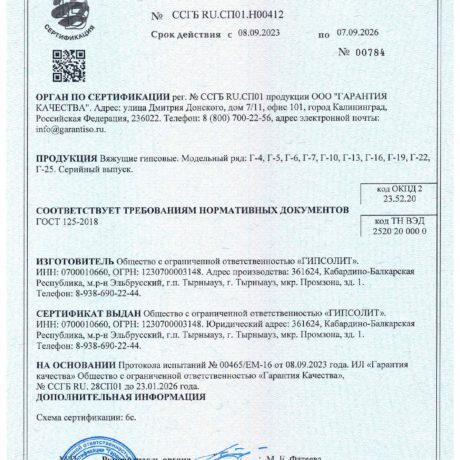 СЕРТИФИКАЦИЯ
№ ССГБ RU.СП01.Н00412
Срок действия с 08.09.2023 по 07.09.2026
№ 00784
ОРГАН ПО СЕРТИФИКАЦИИ рег. № ССГБ RU.СП01 продукции ООО "ГАРАНТИЯ
КАЧЕСТВА". Адрес: улица Дмитрия Донского, дом 7/11, офис 101, город Калининград,
Российская Федерация, 236022. Телефон: 8 (800) 700-22-56, адрес электронной почты:
info@garantiso.ru.
ПРОДУКЦИЯ Вяжущие гипсовые. Модельный ряд: Г-4, Г-5, Г-6, Г-7, Г-10, Г-13, Г-16, Г-19, Г-22,
Г-25. Серийный выпуск.
код ОКПД 2
23.52.20
СООТВЕТСТВУЕТ ТРЕБОВАНИЯМ НОРМАТИВНЫХ ДОКУМЕНТОВ
ГОСТ 125-2018
код ТН ВЭД
2520 20 000 0
ИЗГОТОВИТЕЛЬ Общество с ограниченной ответственностью «ГИПСОЛИТ».
ИНН: 0700010660, ОГРН: 1230700003148. Адрес производства: 361624, Кабардино-Балкарская
Республика, м.р-н Эльбрусский, г.п. Тырныауз, г. Тырныауз, мкр. Промзона, зд. 1.
Телефон: 8-938-690-22-44.
СЕРТИФИКАТ ВЫДАН Общество с ограниченной ответственностью «ГИПСОЛИТ».
ИНН: 0700010660, ОГРН: 1230700003148. Юридический адрес: 361624, Кабардино-Балкарская
Республика, м.р-н Эльбрусский, г.п. Тырныауз, г. Тырныауз, мкр. Промзона, зд. 1.
Телефон: 8-938-690-22-44.
НА ОСНОВАНИИ Протокола испытаний № 00465/ЕМ-16 от 08.09.2023 года. ИЛ «Гарантия
качества» Общество с ограниченной ответственностью «Гарантия Качества»,
№ ССГБ RU. 28СП01 до 23.01.2026 года.
ДОПОЛНИТЕЛЬНАЯ ИНФОРМАЦИЯ
Схема сертификации: 6с.
М. Е. Фатеева